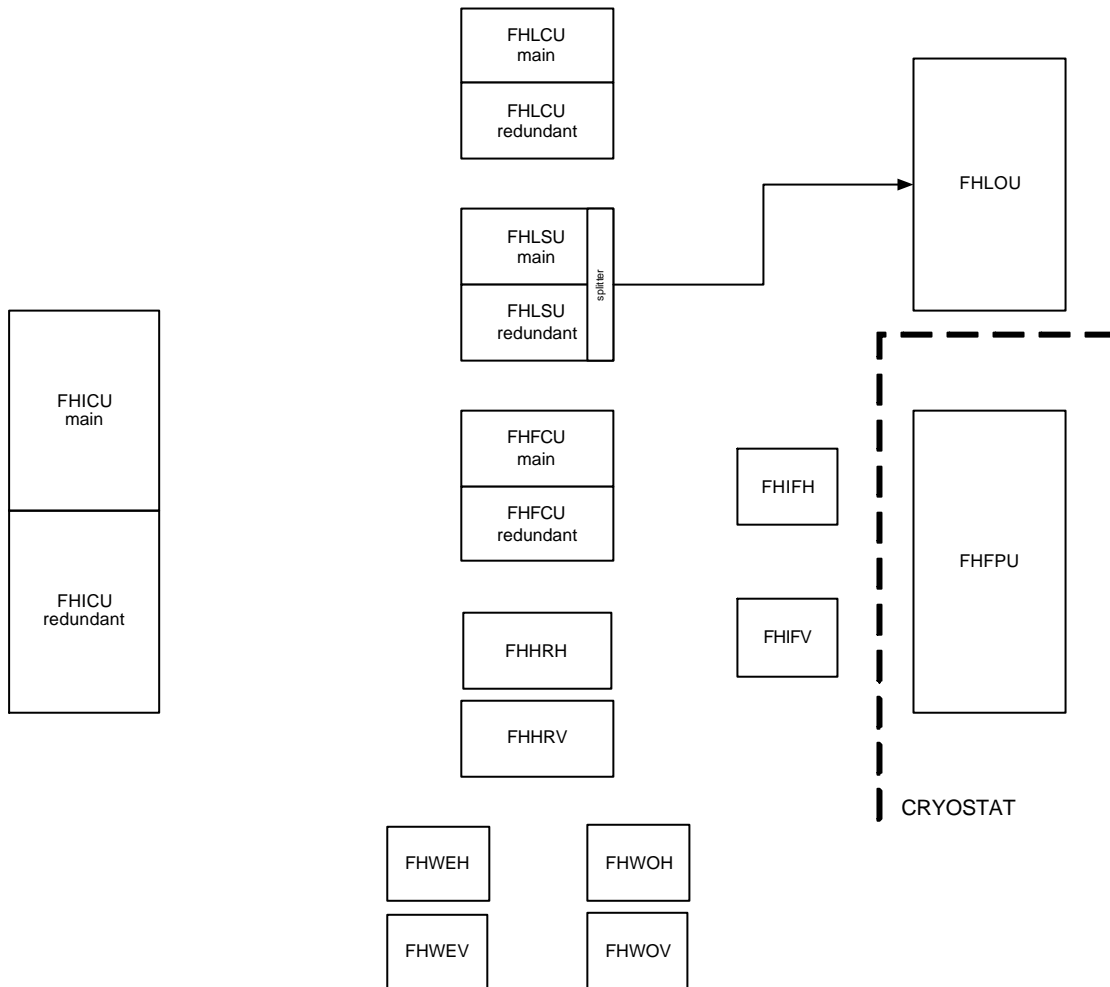 FHLCU
main
FHLCU
redundant
FHLOU
FHLSU
main
splitter
FHLSU
redundant
FHICU
main
FHICU
redundant
FHFCU
main
FHFCU
redundant
FHIFH
FHIFV
FHFPU
FHHRH
FHHRV
CRYOSTAT
FHWEH
FHWOH
FHWEV
FHWOV